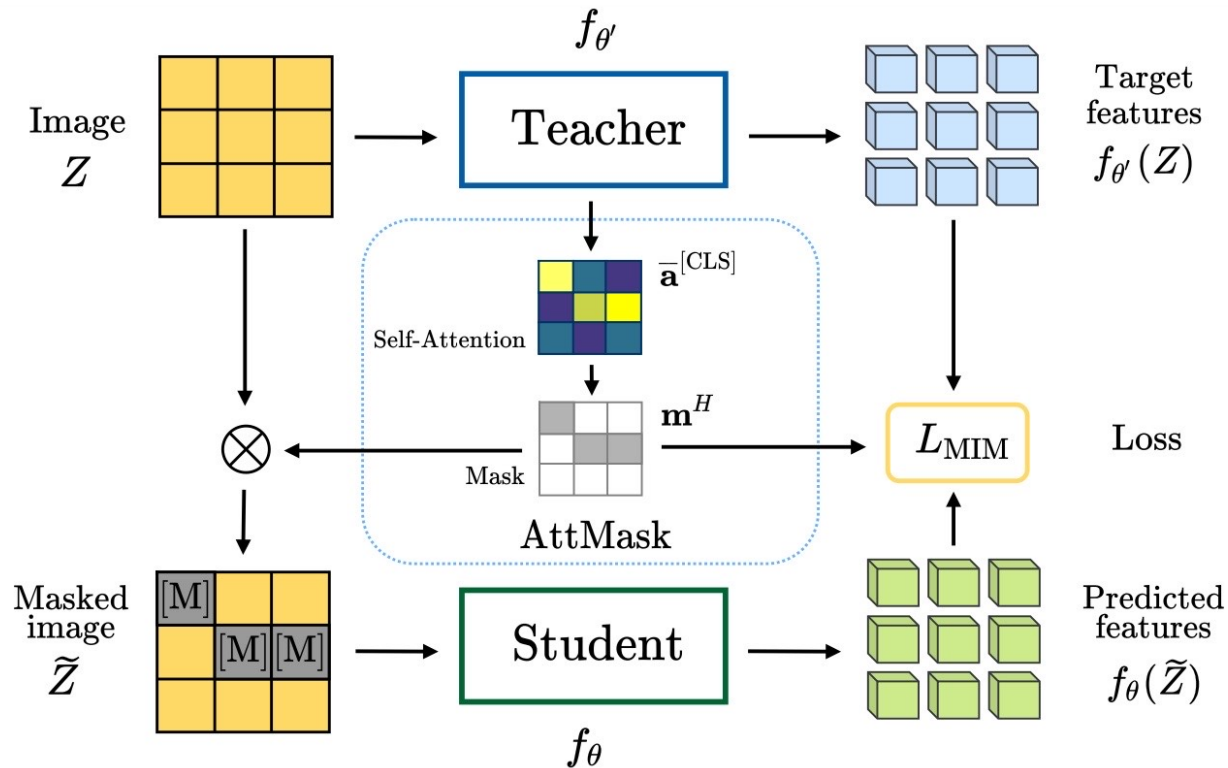 f_θ′
Image
Z
Teacher
Target
features
f_θ′(Z)
a̅^[CLS]
Self-Attention
m^H
Mask
AttMask
L_MIM
Loss
Masked
image
Z̃
[M]
[M] [M]
Student
f_θ
Predicted
features
f_θ(Z̃)